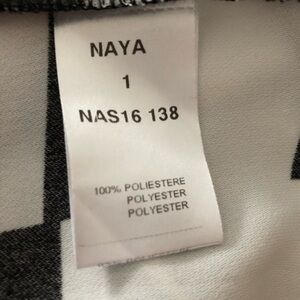 NAYA
1
NAS16 138
100% POLIESTERE
POLYESTER
POLYESTER